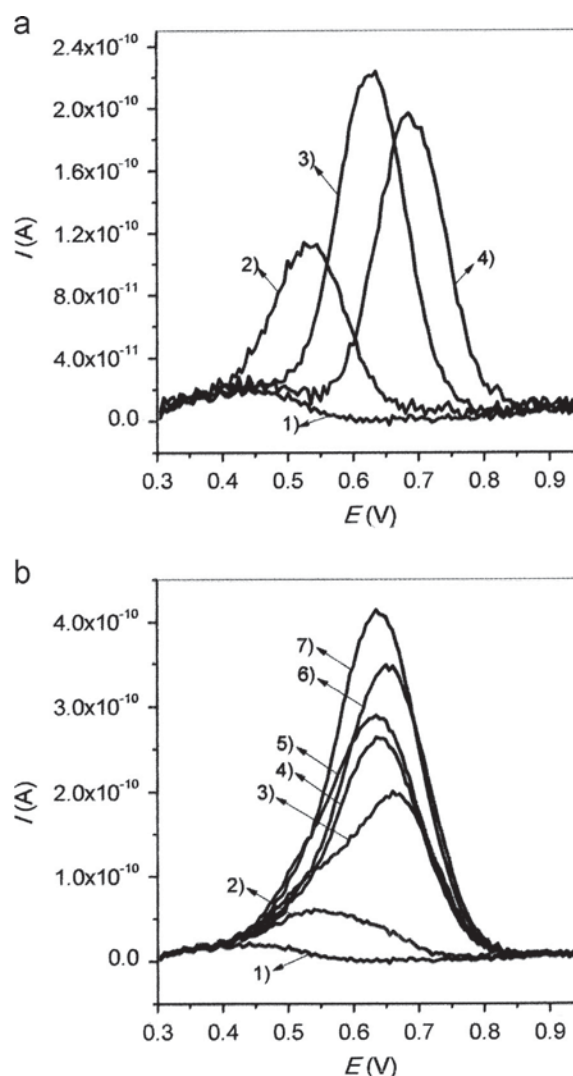 a
2.4x10⁻¹⁰
2.0x10⁻¹⁰
1.6x10⁻¹⁰
1.2x10⁻¹⁰
8.0x10⁻¹¹
4.0x10⁻¹¹
0.0
I (A)
3)
2)
4)
1)
0.3 0.4 0.5 0.6 0.7 0.8 0.9
E (V)
b
4.0x10⁻¹⁰
3.0x10⁻¹⁰
2.0x10⁻¹⁰
1.0x10⁻¹⁰
0.0
I (A)
7)
6)
5)
4)
3)
2)
1)
0.3 0.4 0.5 0.6 0.7 0.8 0.9
E (V)